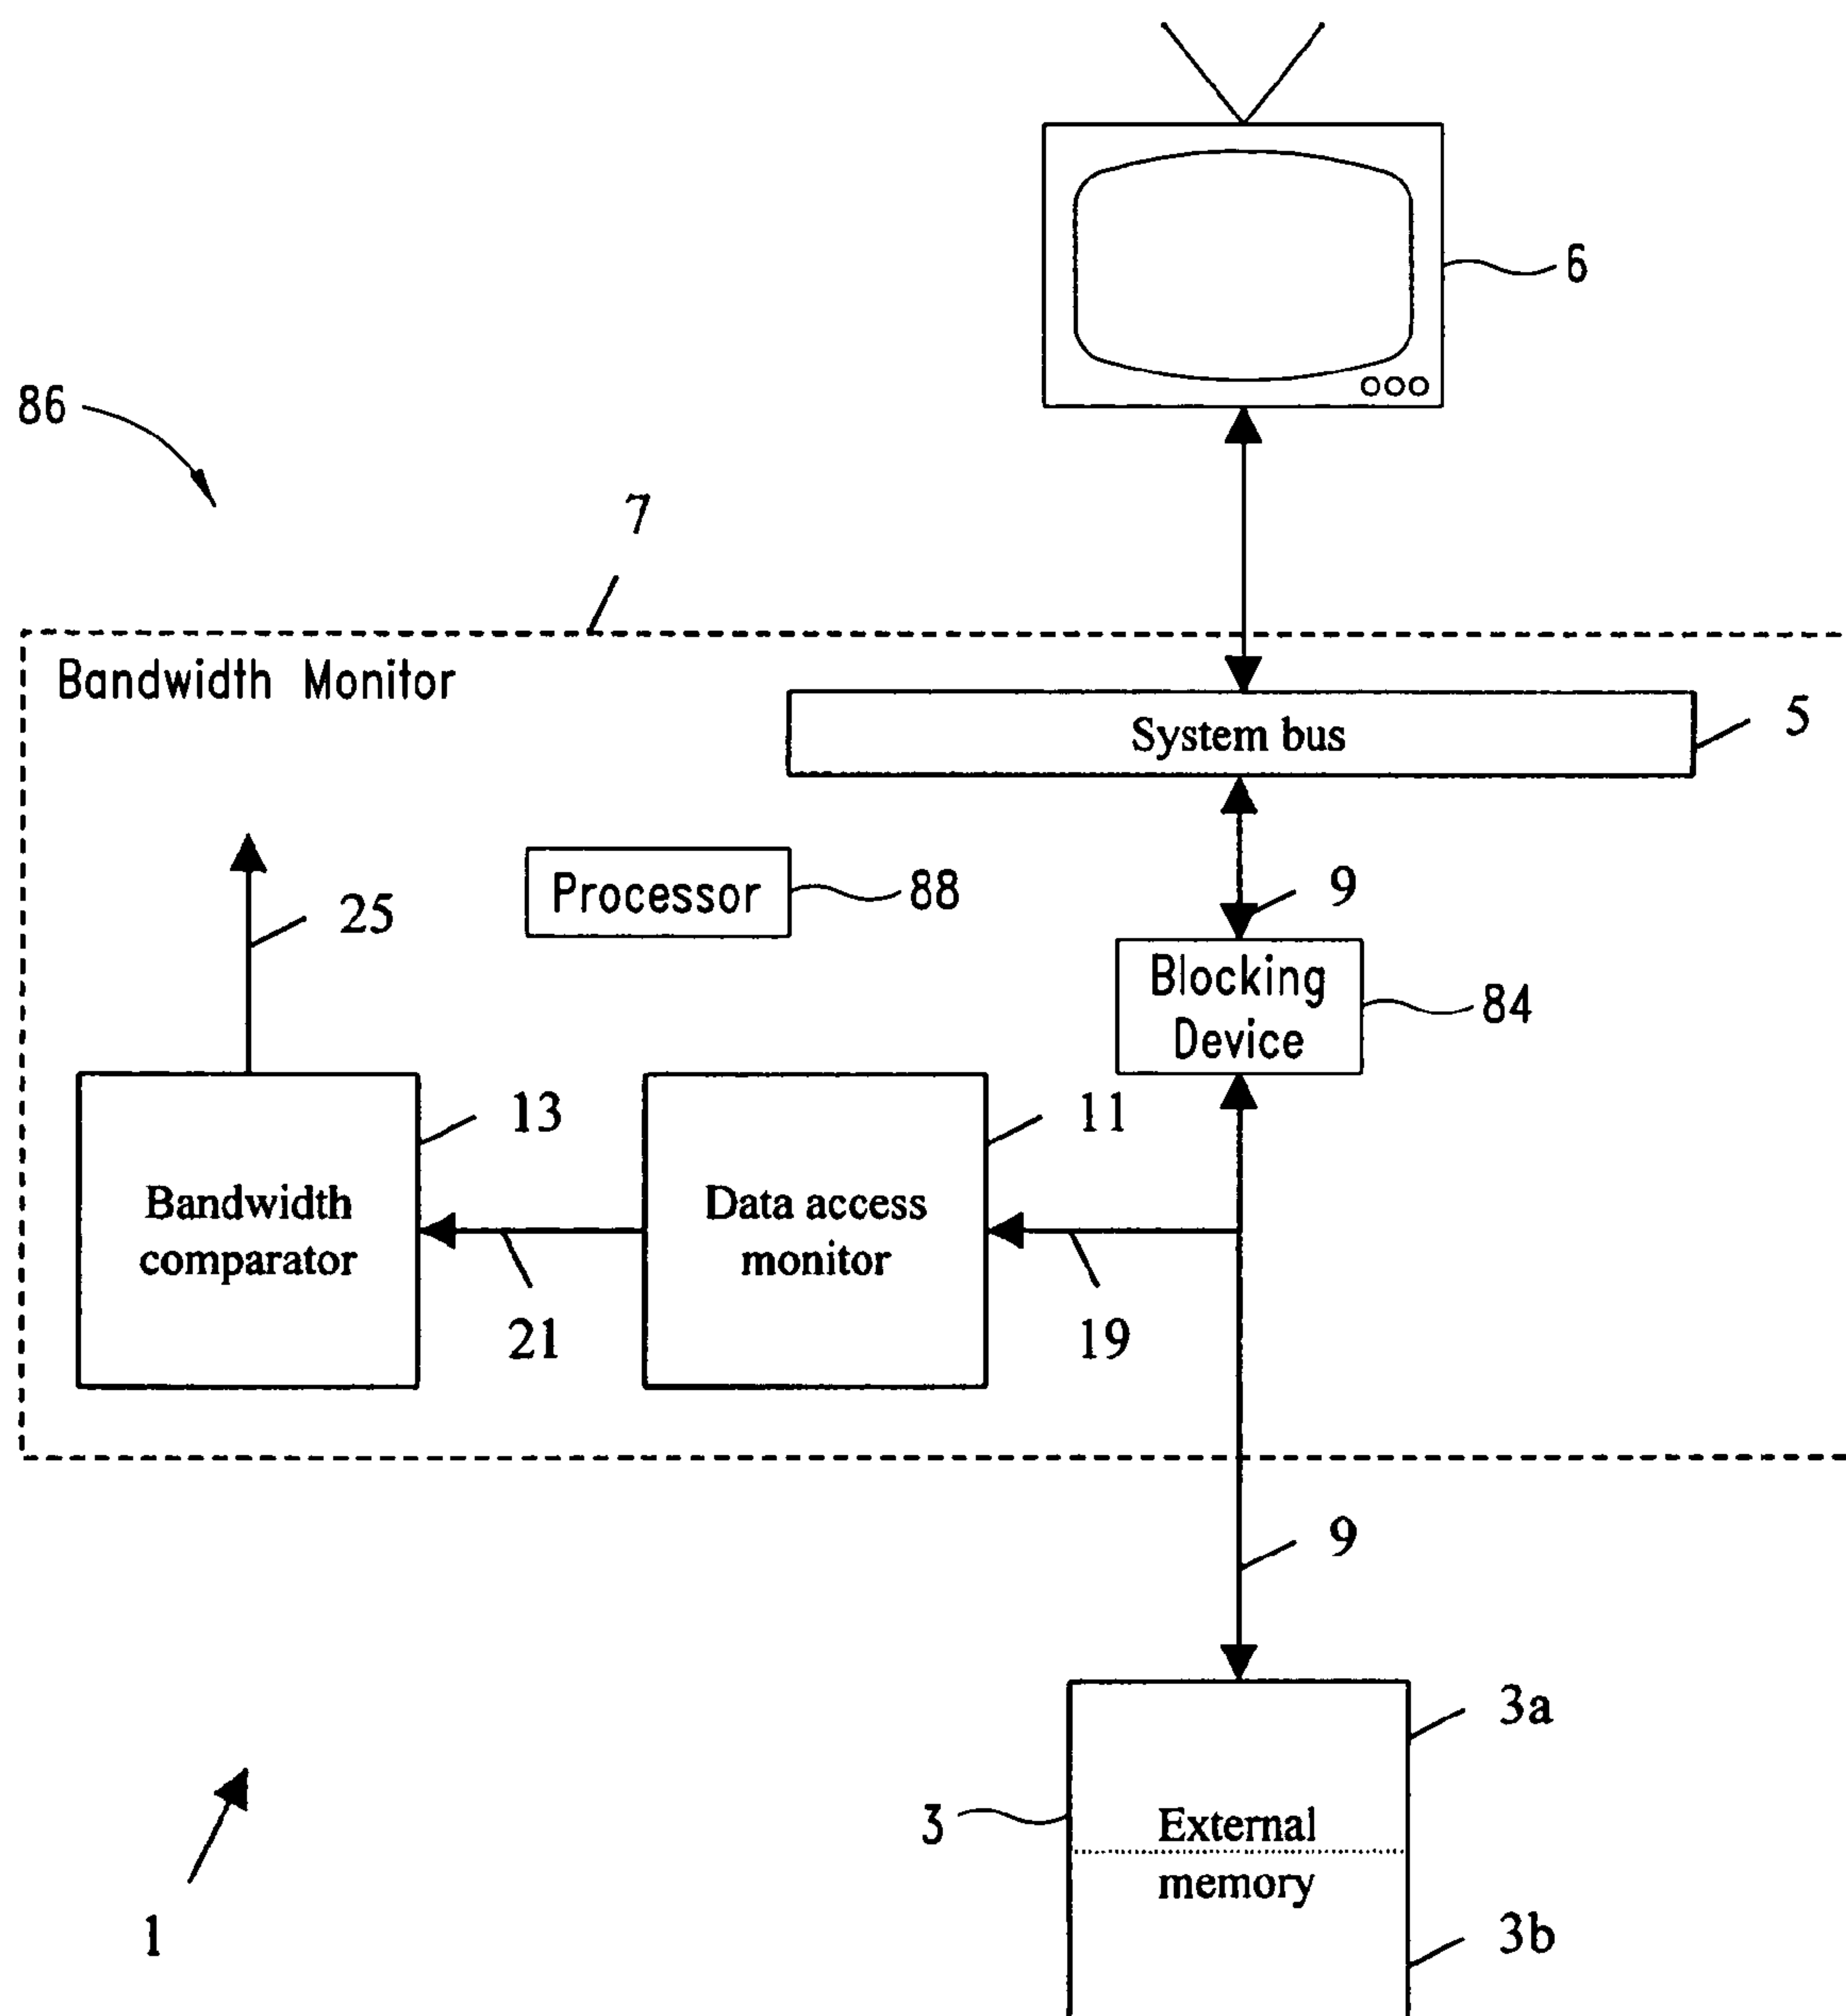 6
86
7
Bandwidth Monitor
System bus
5
Processor
88
9
25
Blocking
Device
84
13
11
Bandwidth
comparator
Data access
monitor
21
19
9
3a
3
External
memory
3b
1